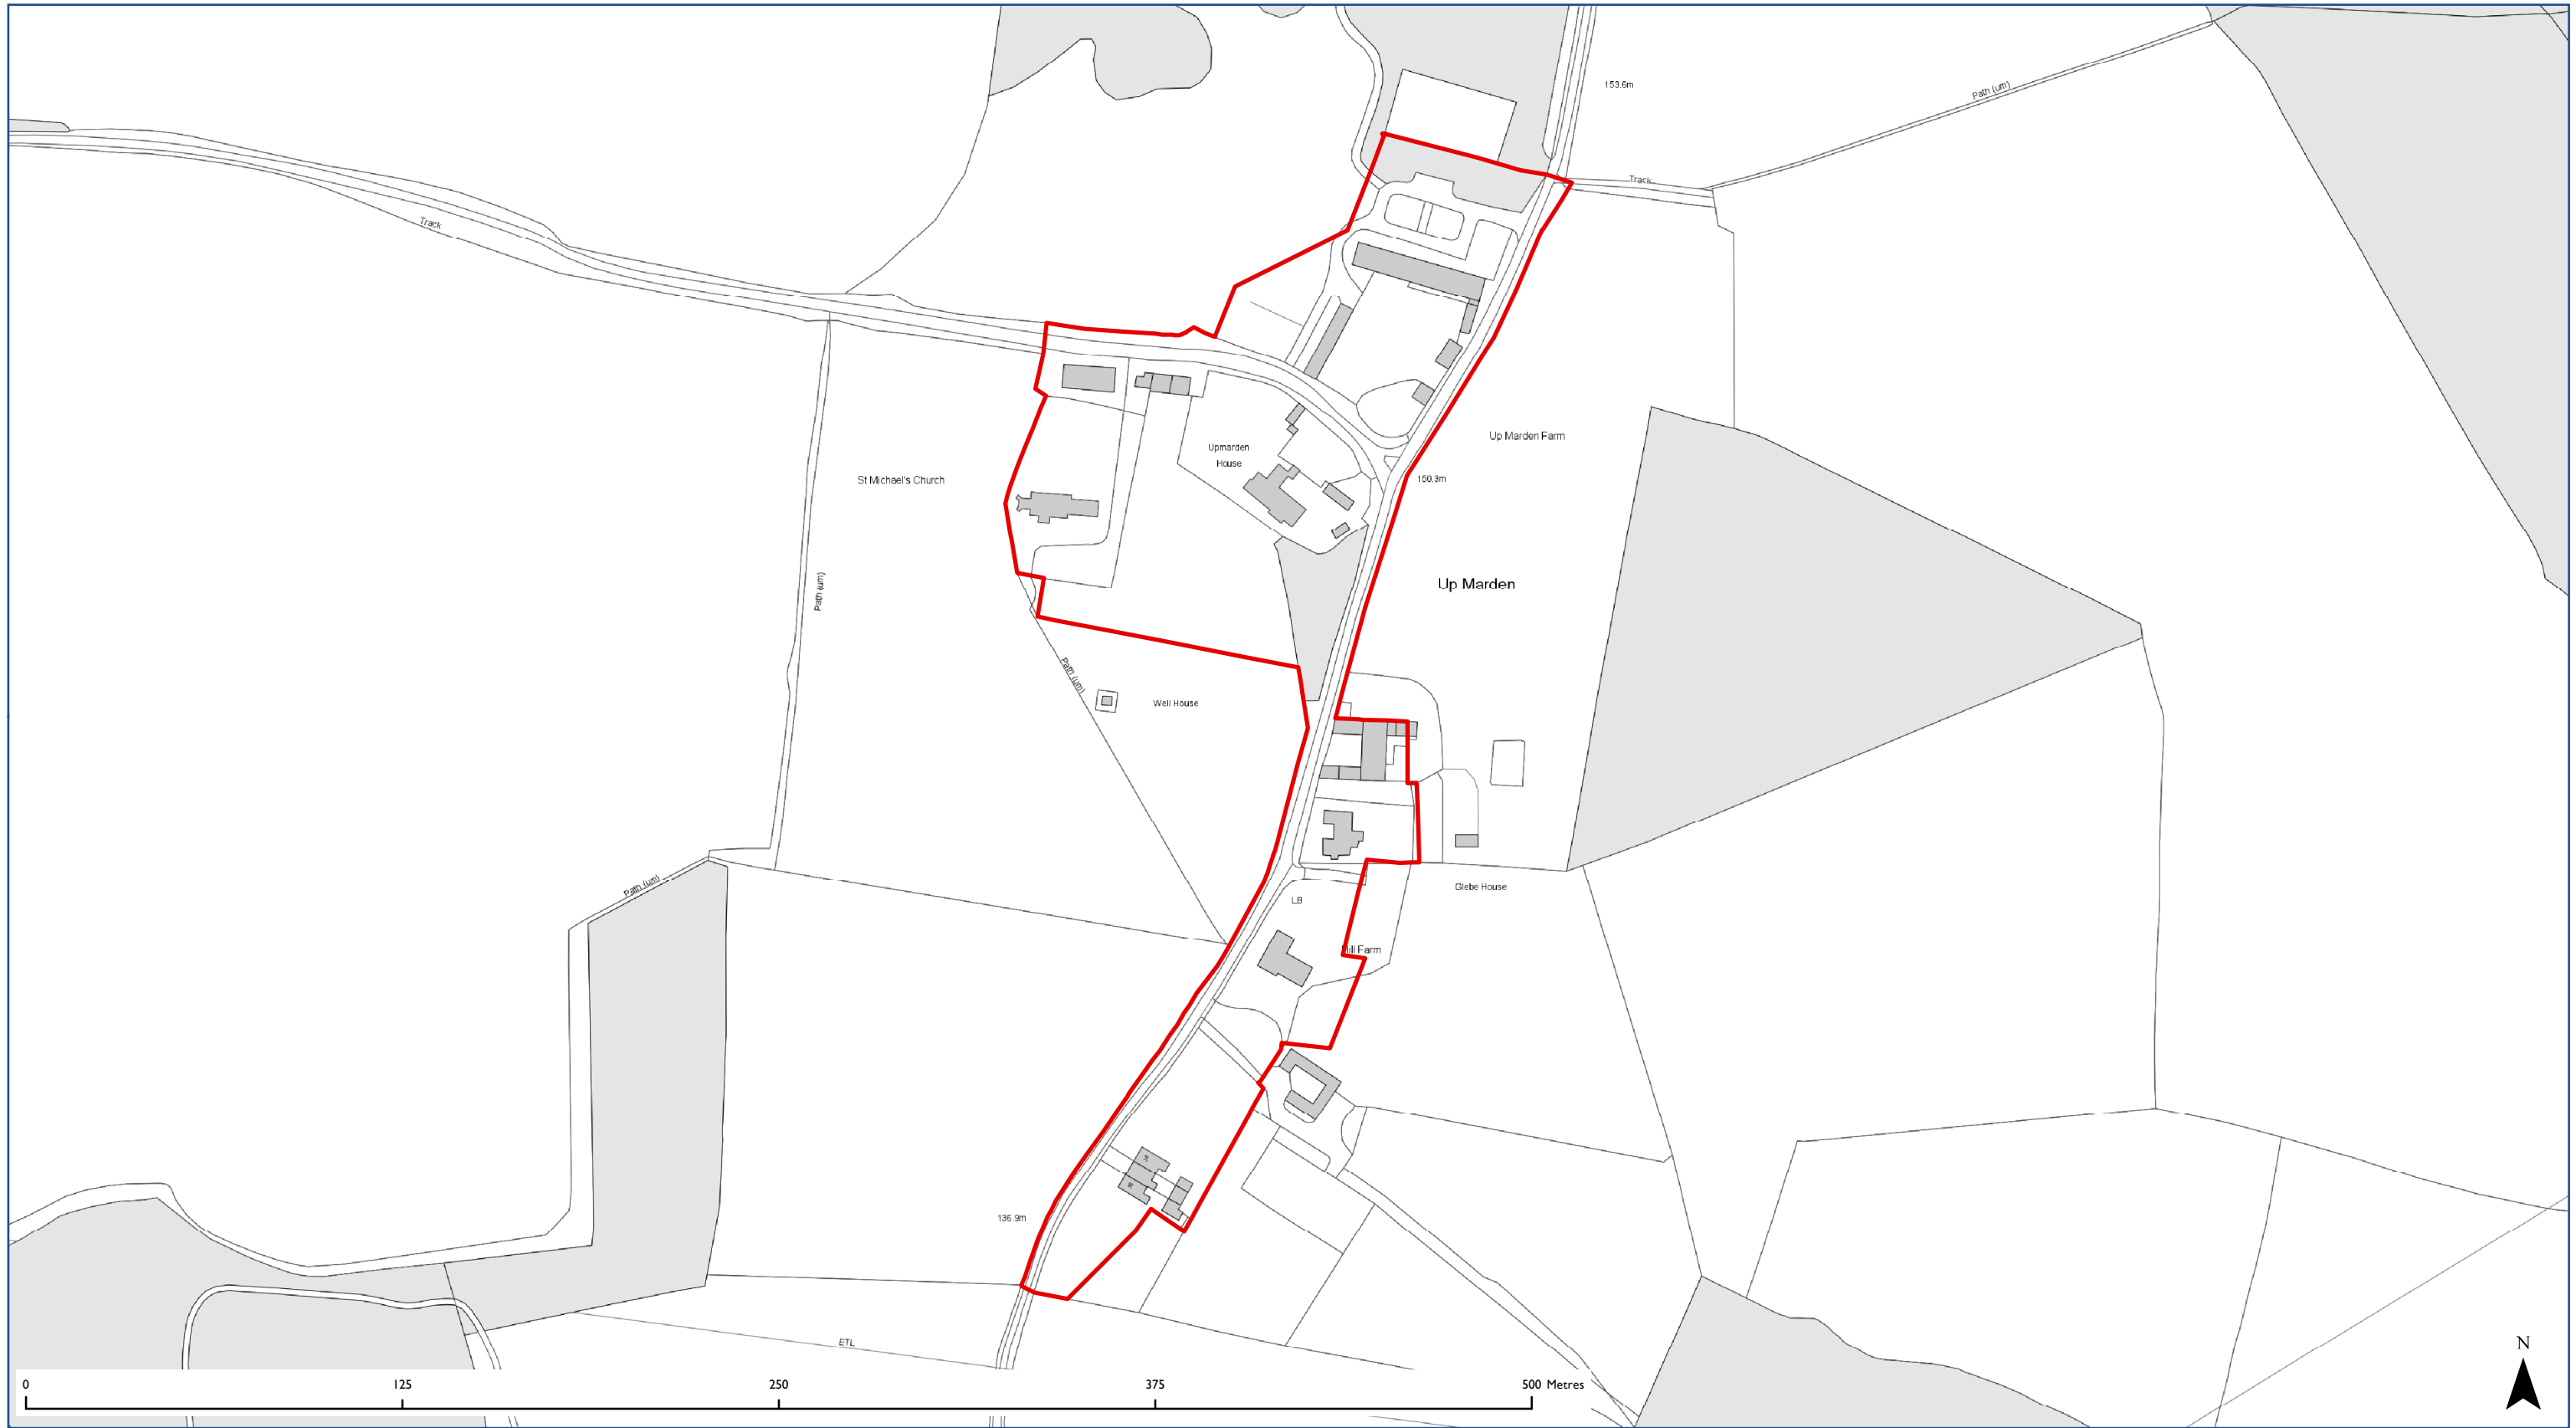 153.6m
Path (um)
Track
Track
Up Marden Farm
Upmarden
House
St Michael's Church
150.3m
Up Marden
Path (um)
Path (um)
Well House
Path (um)
Glebe House
LB
Hill Farm
136.9m
ETL
N
0
125
250
375
500 Metres